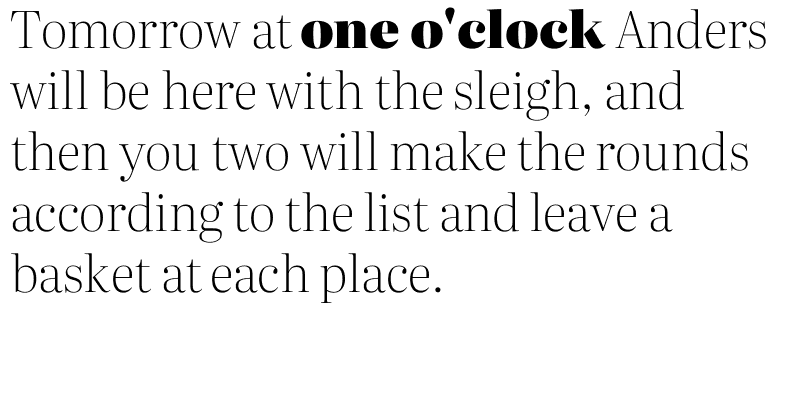 Tomorrow at one o'clock Anders
will be here with the sleigh, and
then you two will make the rounds
according to the list and leave a
basket at each place.